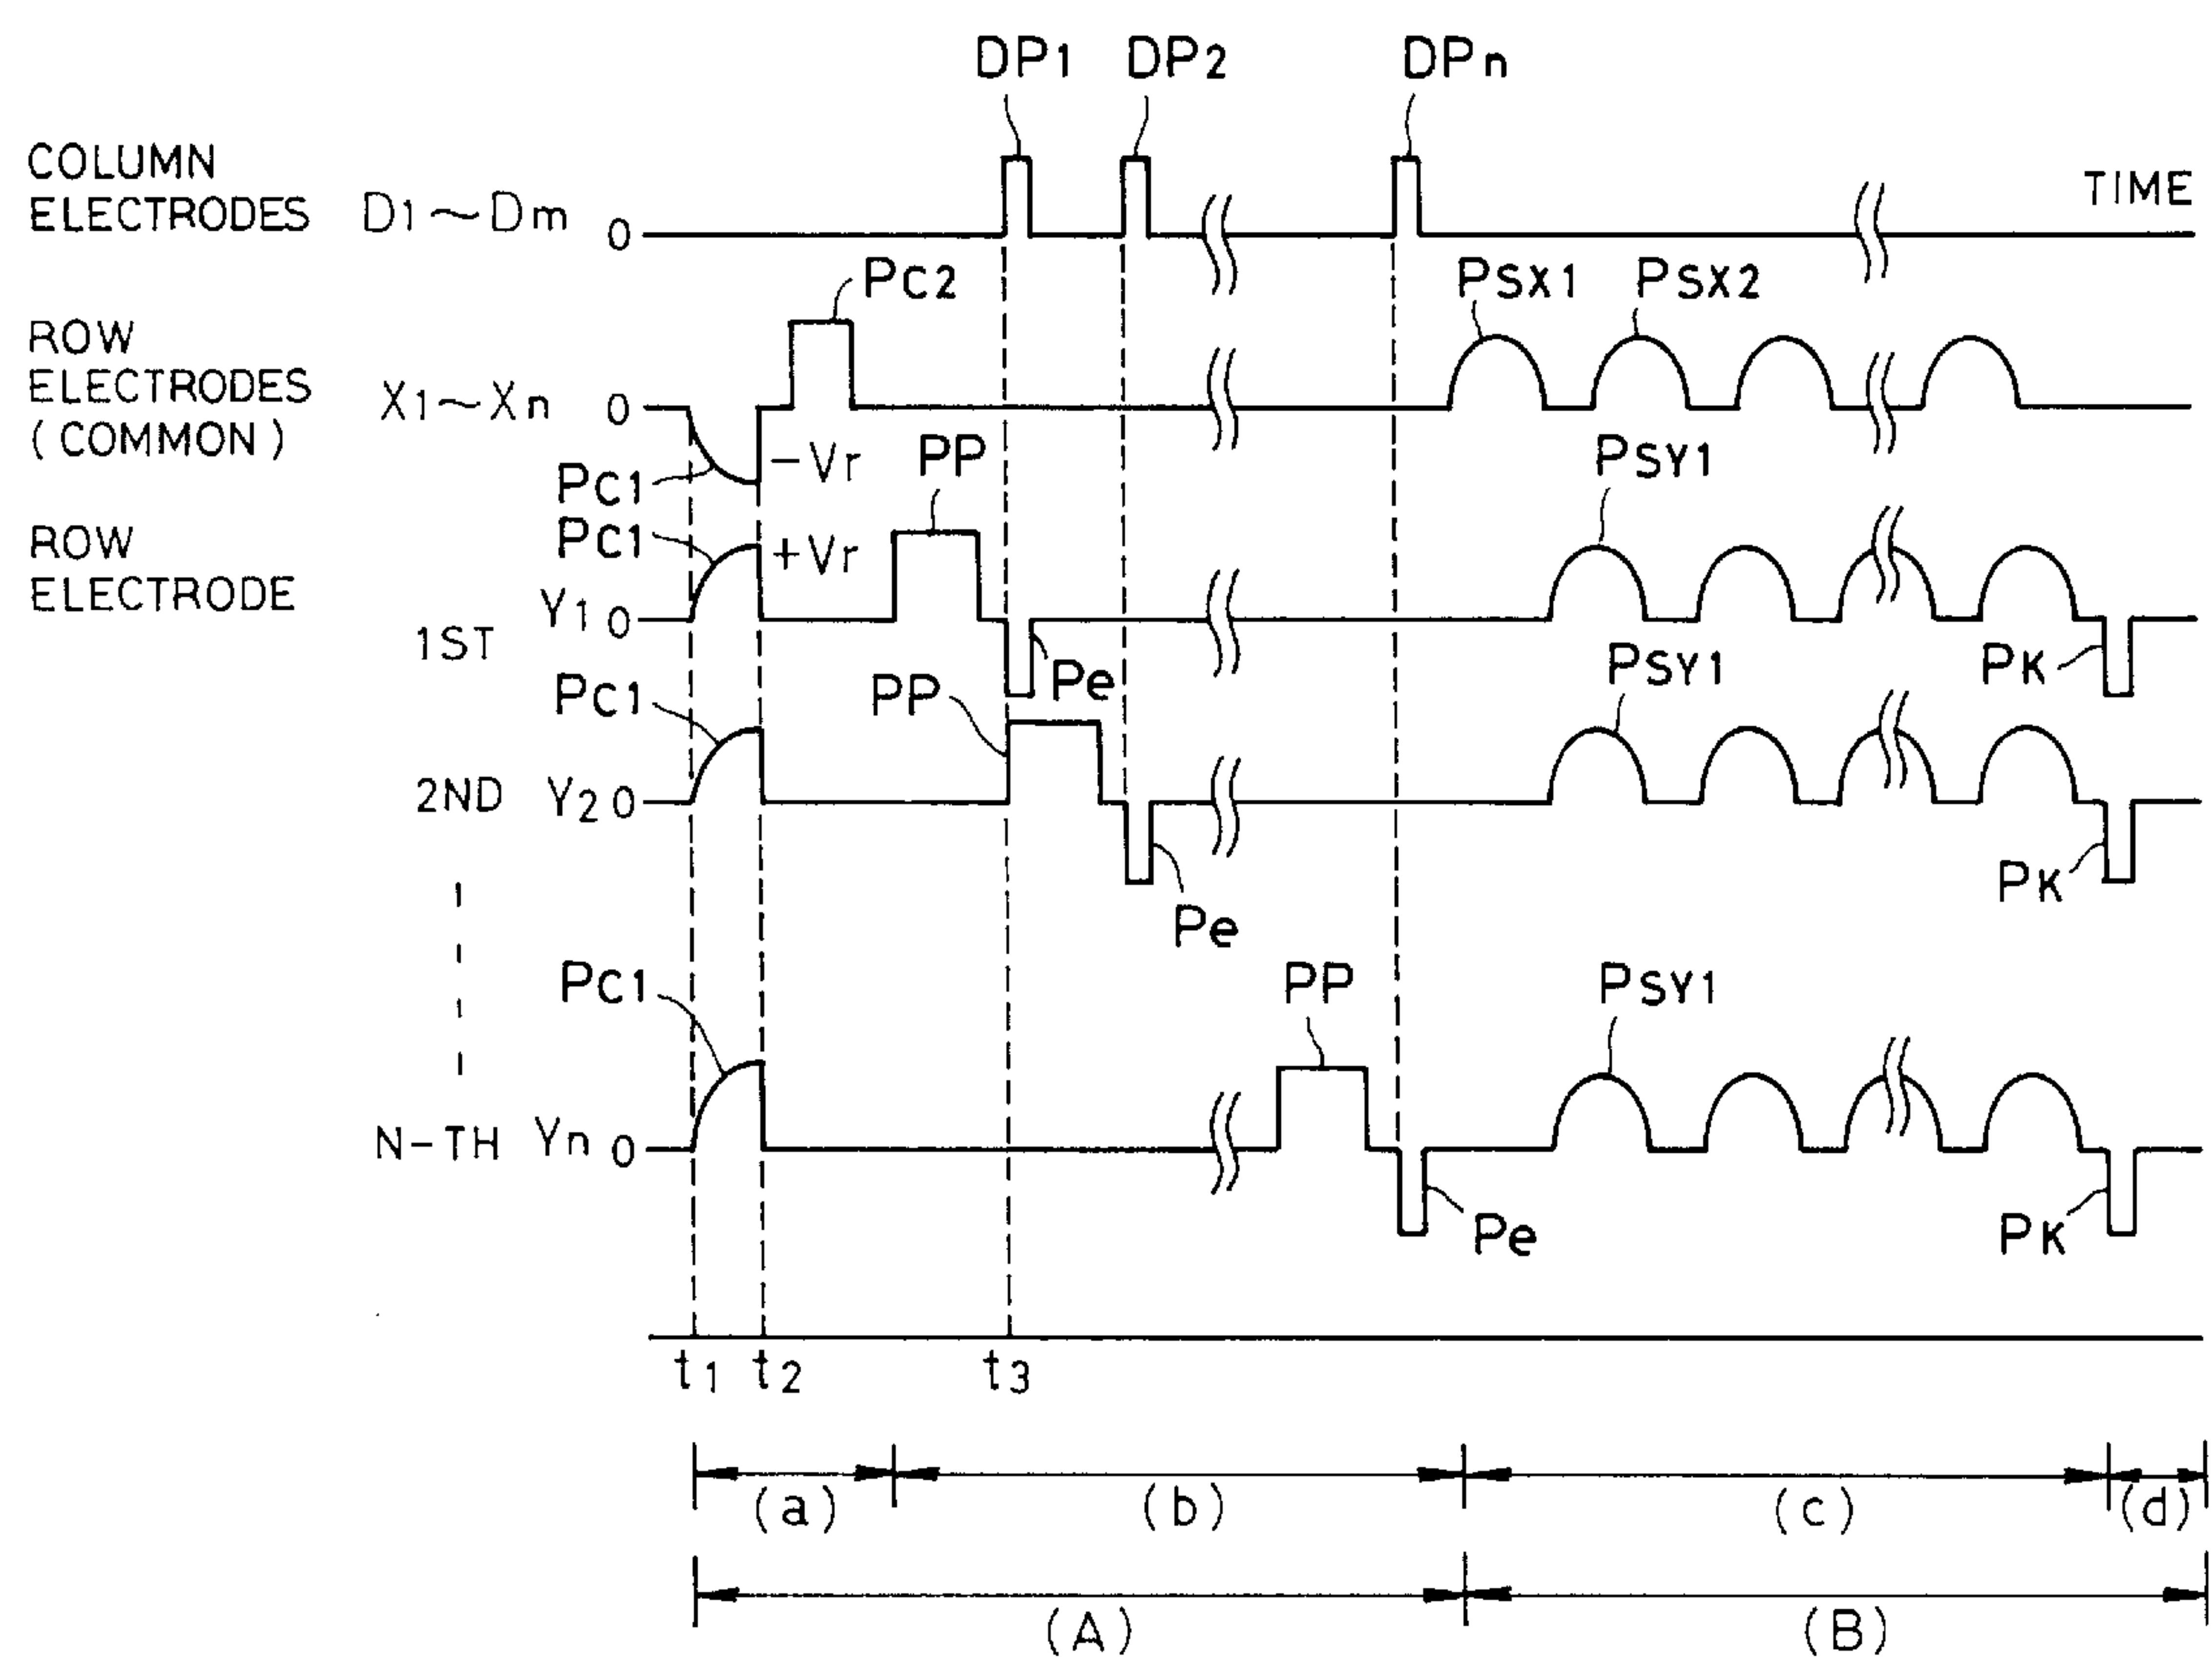 DP1 DP2 DPn
COLUMN
ELECTRODES D1~Dm 0 TIME
PC2 PSX1 PSX2
ROW
ELECTRODES X1~Xn 0
(COMMON)
PC1 -Vr PP PSY1
ROW PC1 +Vr
ELECTRODE Y1 0
1ST Pe PSY1 PK
PC1 PP
2ND Y2 0
Pe PK
PC1 PP PSY1
N-TH Yn 0
Pe PK
t1 t2 t3
(a) (b) (c) (d)
(A) (B)